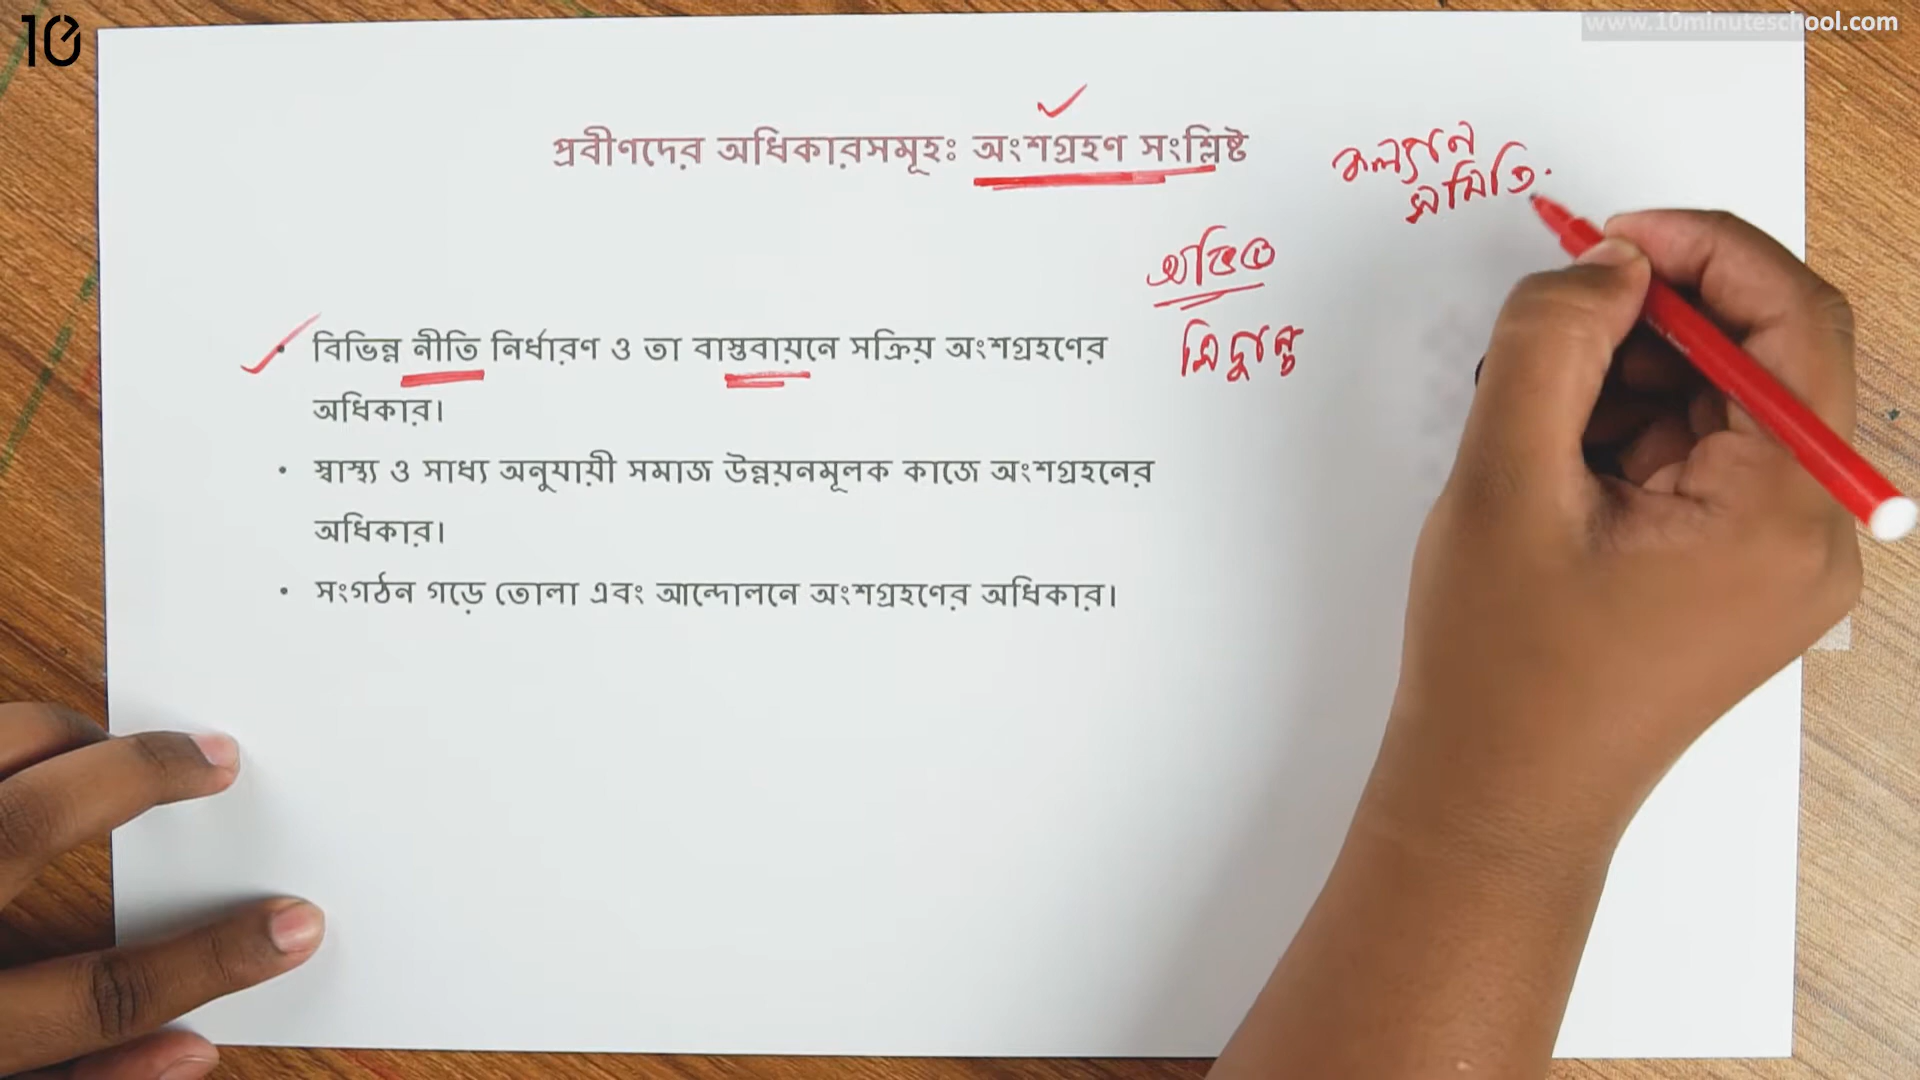 10
www.10minuteschool.com
প্রবীণদের অধিকারসমূহঃ অংশগ্রহণ সংশ্লিষ্ট
কল্যান
সমিতি
বিভিন্ন নীতি নির্ধারণ ও তা বাস্তবায়নে সক্রিয় অংশগ্রহণের
অধিকার।
সিদ্ধান্ত
• স্বাস্থ্য ও সাধ্য অনুযায়ী সমাজ উন্নয়নমূলক কাজে অংশগ্রহনের
অধিকার।
• সংগঠন গড়ে তোলা এবং আন্দোলনে অংশগ্রহণের অধিকার।